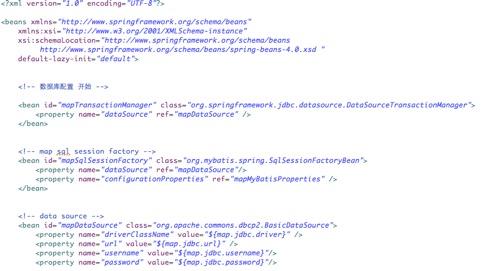 <?xml version="1.0" encoding="UTF-8"?>
<beans xmlns="http://www.springframework.org/schema/beans"
xmlns:xsi="http://www.w3.org/2001/XMLSchema-instance"
xsi:schemaLocation="http://www.springframework.org/schema/beans
http://www.springframework.org/schema/beans/spring-beans-4.0.xsd "
default-lazy-init="default">
<!-- 数据库配置 开始 -->
<bean id="mapTransactionManager" class="org.springframework.jdbc.datasource.DataSourceTransactionManager">
<property name="dataSource" ref="mapDataSource" />
</bean>
<!-- map sql session factory -->
<bean id="mapSqlSessionFactory" class="org.mybatis.spring.SqlSessionFactoryBean">
<property name="dataSource" ref="mapDataSource"/>
<property name="configurationProperties" ref="mapMyBatisProperties" />
</bean>
<!-- data source -->
<bean id="mapDataSource" class="org.apache.commons.dbcp2.BasicDataSource">
<property name="driverClassName" value="${map.jdbc.driver}" />
<property name="url" value="${map.jdbc.url}" />
<property name="username" value="${map.jdbc.username}"/>
<property name="password" value="${map.jdbc.password}"/>